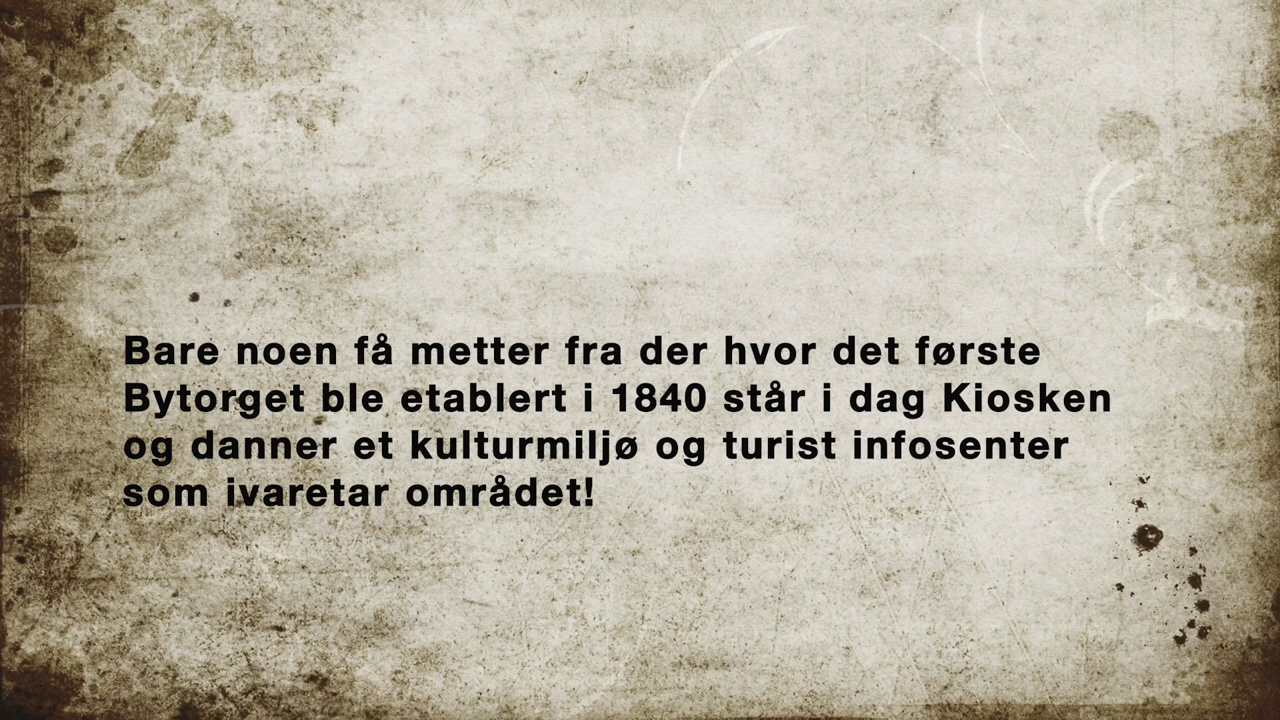 Bare noen få metter fra der hvor det første
Bytorget ble etablert i 1840 står i dag Kiosken
og danner et kulturmiljø og turist infosenter
som ivaretar området!